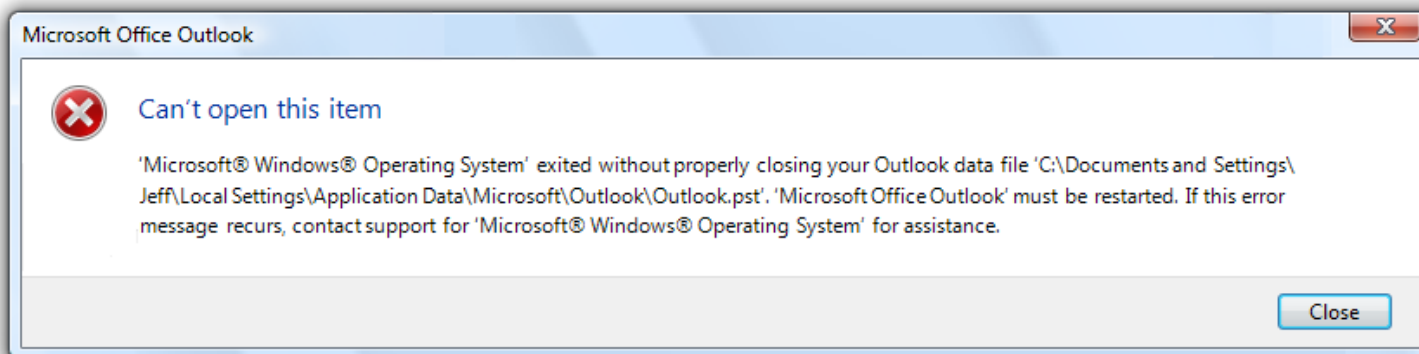 Microsoft Office Outlook
Can't open this item
'Microsoft® Windows® Operating System' exited without properly closing your Outlook data file 'C:\Documents and Settings\
Jeff\Local Settings\Application Data\Microsoft\Outlook\Outlook.pst'. 'Microsoft Office Outlook' must be restarted. If this error
message recurs, contact support for 'Microsoft® Windows® Operating System' for assistance.
Close